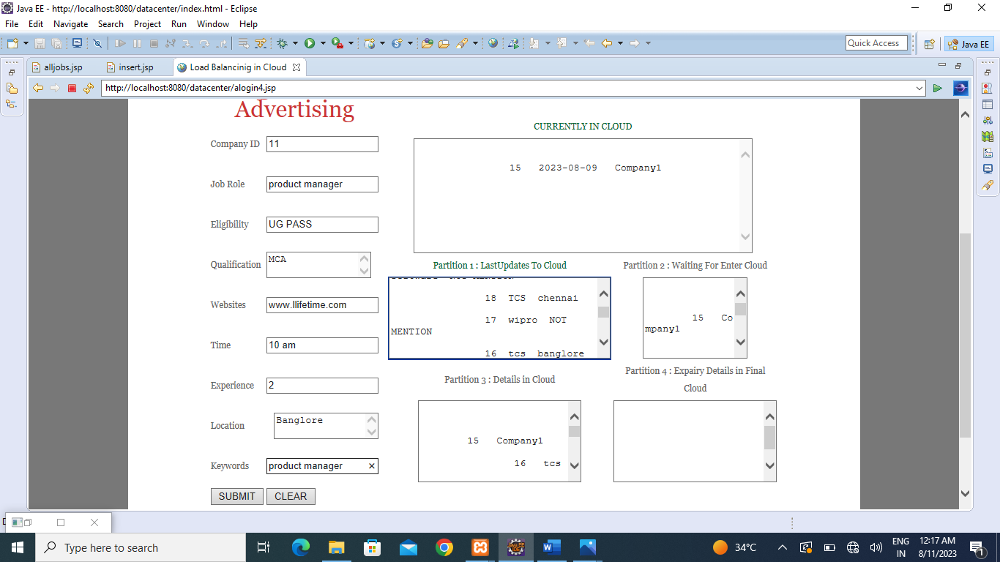 Java EE - http://localhost:8080/datacenter/index.html - Eclipse
File Edit Navigate Search Project Run Window Help
Quick Access
Java EE
alljobs.jsp
insert.jsp
Load Balancinig in Cloud
http://localhost:8080/datacenter/alogin4.jsp
Advertising
Company ID 11
Job Role product manager
Eligibility UG PASS
Qualification MCA
Websites www.llifetime.com
Time 10 am
Experience 2
Location Banglore
Keywords product manager
SUBMIT CLEAR
CURRENTLY IN CLOUD
15 2023-08-09 Company1
Partition 1 : LastUpdates To Cloud
18 TCS chennai
17 wipro NOT
MENTION
16 tcs banglore
Partition 2 : Waiting For Enter Cloud
15 Co
mpany1
Partition 3 : Details in Cloud
15 Company1
16 tcs
Partition 4 : Expairy Details in Final
Cloud
Type here to search
34°C
ENG
IN
12:17 AM
8/11/2023
1